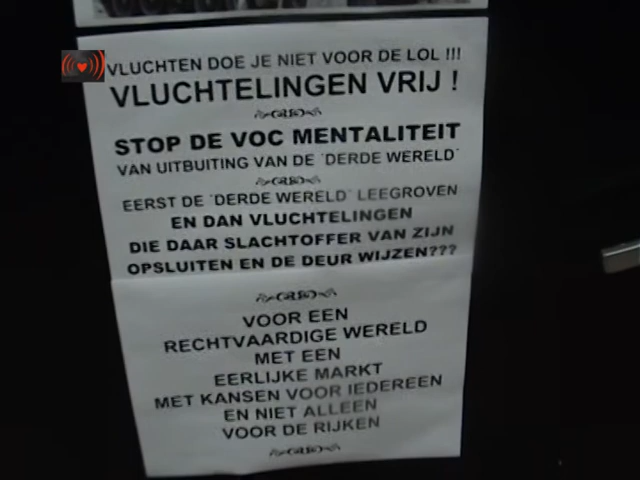 VLUCHTEN DOE JE NIET VOOR DE LOL !!!
VLUCHTELINGEN VRIJ !
STOP DE VOC MENTALITEIT
VAN UITBUITING VAN DE ´DERDE WERELD´
EERST DE ´DERDE WERELD´ LEEGROVEN
EN DAN VLUCHTELINGEN
DIE DAAR SLACHTOFFER VAN ZIJN
OPSLUITEN EN DE DEUR WIJZEN???
VOOR EEN
RECHTVAARDIGE WERELD
MET EEN
EERLIJKE MARKT
MET KANSEN VOOR IEDEREEN
EN NIET ALLEEN
VOOR DE RIJKEN